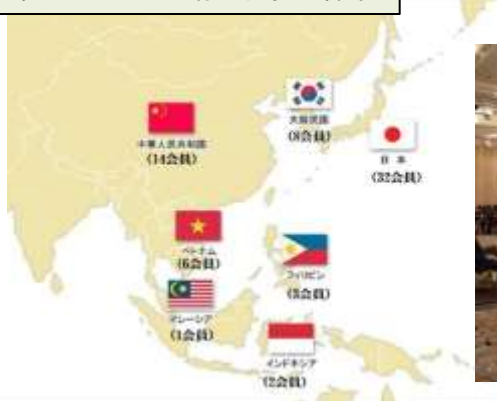 大韓民国
(8会員)
中華人民共和国
(14会員)
日 本
(32会員)
ベトナム
(6会員)
フィリピン
(3会員)
マレーシア
(1会員)
インドネシア
(2会員)